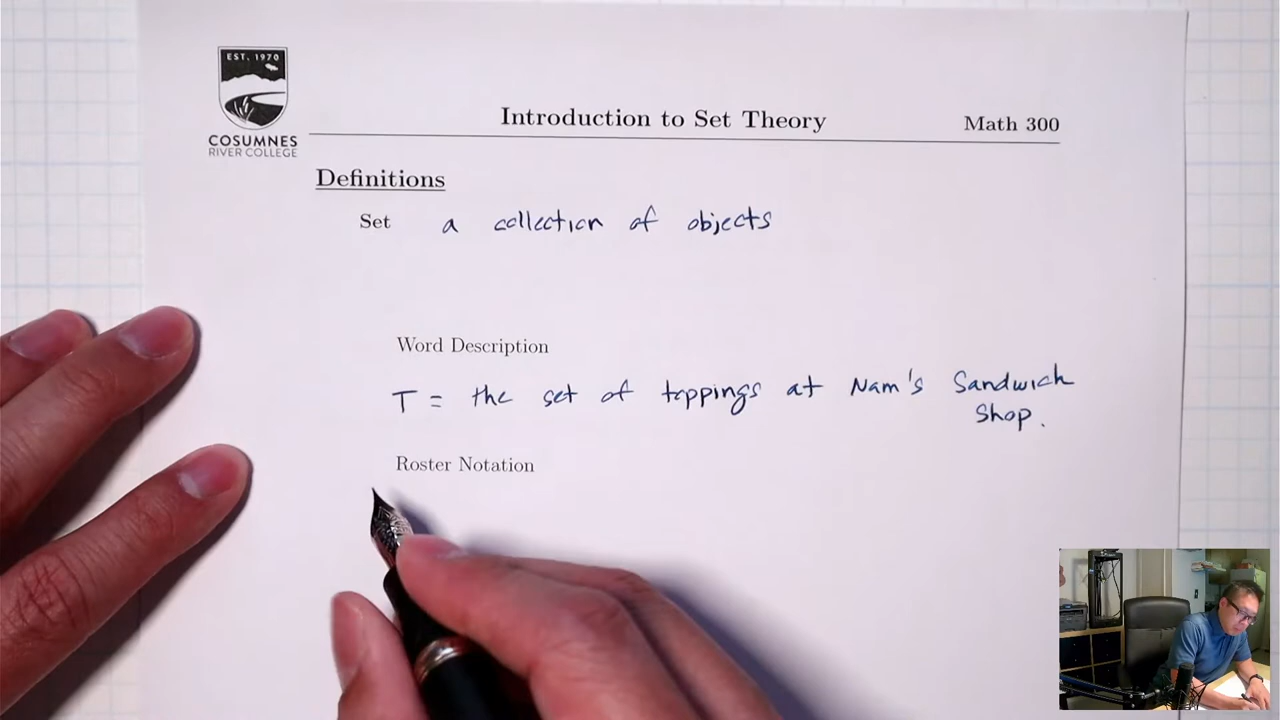 EST. 1970
COSUMNES
RIVER COLLEGE
Introduction to Set Theory
Math 300
Definitions
Set a collection of objects
Word Description
T = the set of toppings at Nam's Sandwich
Shop.
Roster Notation